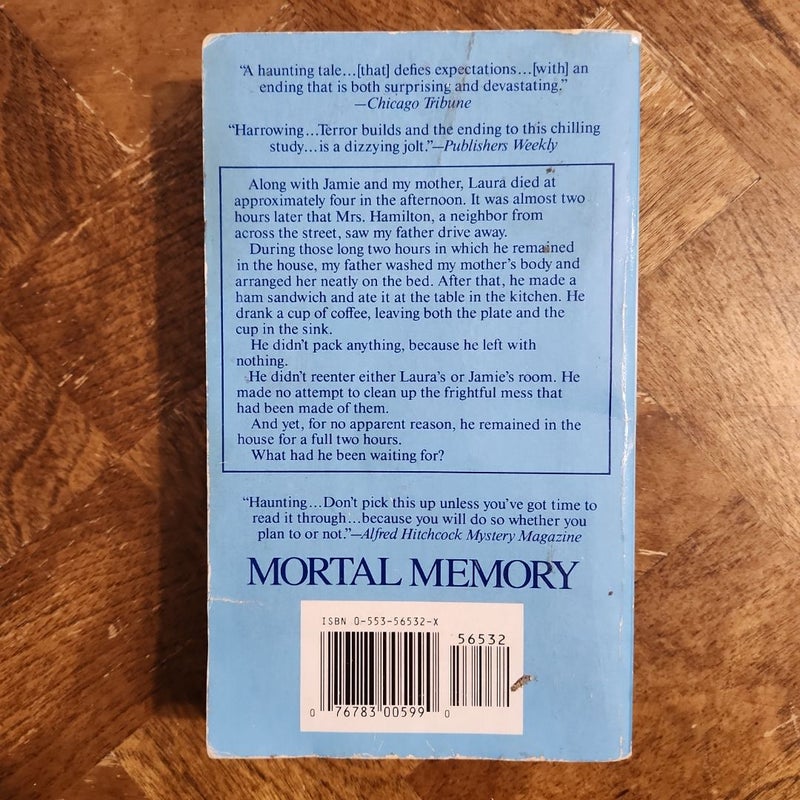 “A haunting tale…[that] defies expectations…[with] an
ending that is both surprising and devastating.”
—Chicago Tribune
“Harrowing…Terror builds and the ending to this chilling
study…is a dizzying jolt.”—Publishers Weekly
Along with Jamie and my mother, Laura died at
approximately four in the afternoon. It was almost two
hours later that Mrs. Hamilton, a neighbor from
across the street, saw my father drive away.
During those long two hours in which he remained
in the house, my father washed my mother’s body and
arranged her neatly on the bed. After that, he made a
ham sandwich and ate it at the table in the kitchen. He
drank a cup of coffee, leaving both the plate and the
cup in the sink.
He didn’t pack anything, because he left with
nothing.
He didn’t reenter either Laura’s or Jamie’s room. He
made no attempt to clean up the frightful mess that
had been made of them.
And yet, for no apparent reason, he remained in the
house for a full two hours.
What had he been waiting for?
“Haunting…Don’t pick this up unless you’ve got time to
read it through…because you will do so whether you
plan to or not.”—Alfred Hitchcock Mystery Magazine
MORTAL MEMORY
ISBN 0-553-56532-X
56532
0 76783 00599 0